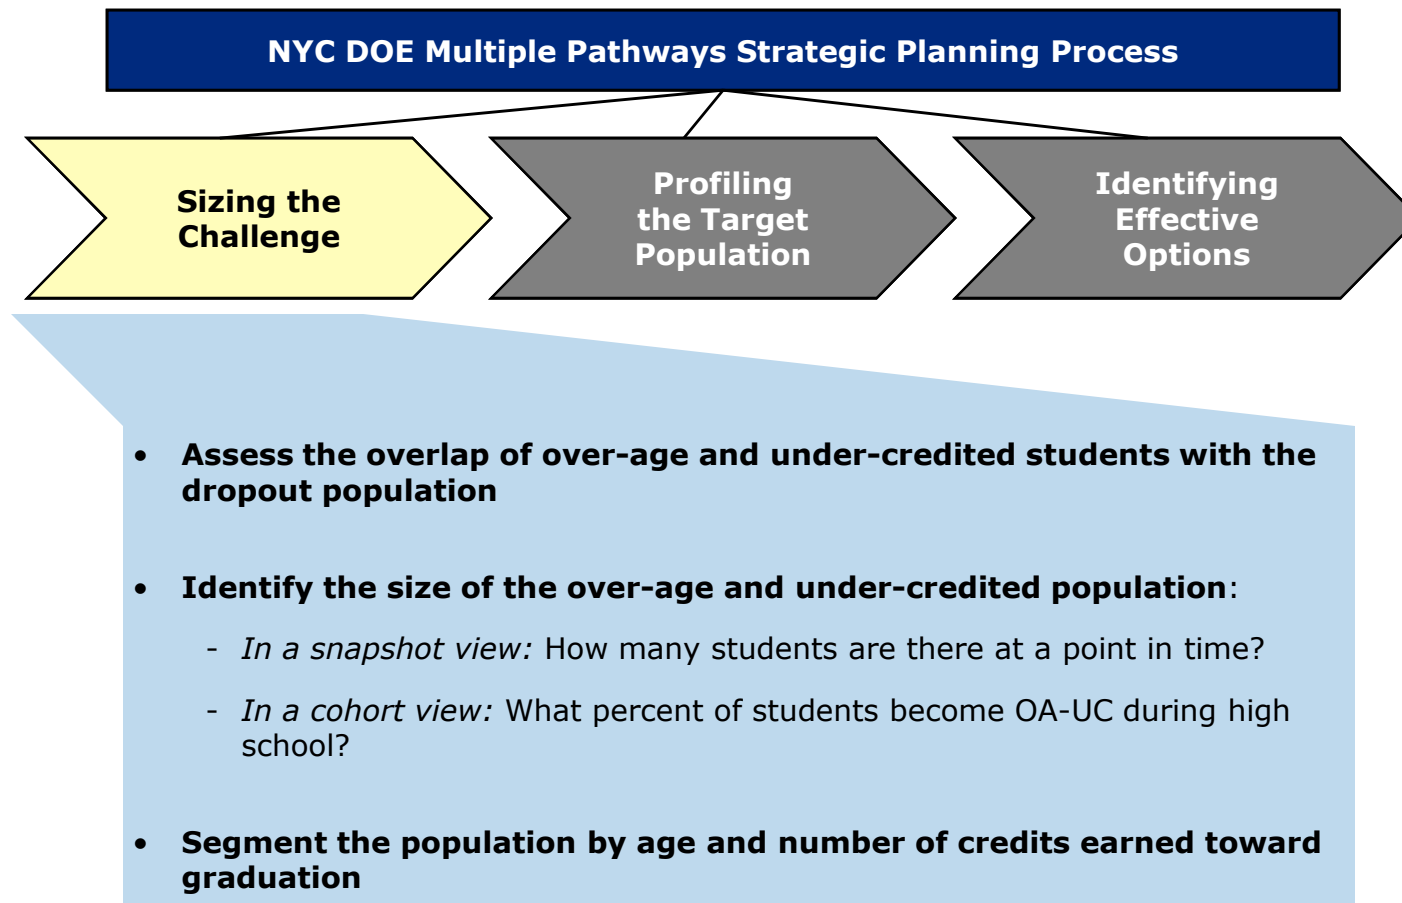 NYC DOE Multiple Pathways Strategic Planning Process
Sizing the
Challenge
Profiling
the Target
Population
Identifying
Effective
Options
• Assess the overlap of over-age and under-credited students with the
dropout population
• Identify the size of the over-age and under-credited population:
- In a snapshot view: How many students are there at a point in time?
- In a cohort view: What percent of students become OA-UC during high
school?
• Segment the population by age and number of credits earned toward
graduation